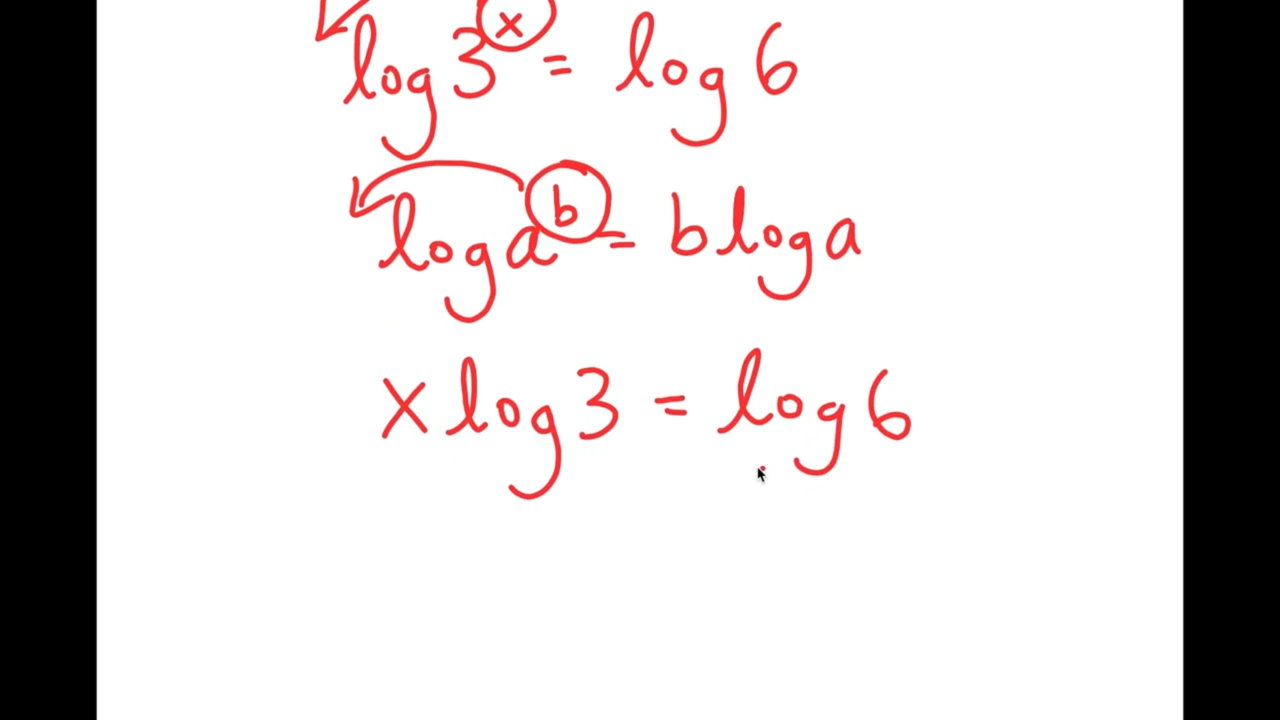 log 3^x = log 6
log a^b = b log a
x log 3 = log 6